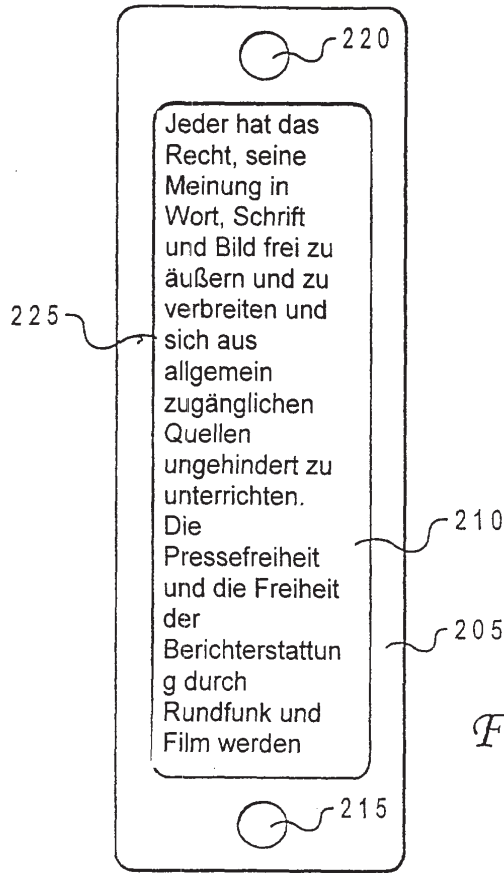 220
Jeder hat das
Recht, seine
Meinung in
Wort, Schrift
und Bild frei zu
äußern und zu
verbreiten und
225
sich aus
allgemein
zugänglichen
Quellen
ungehindert zu
unterrichten.
Die
210
Pressefreiheit
und die Freiheit
der
205
Berichterstattun
g durch
Rundfunk und
F
Film werden
215